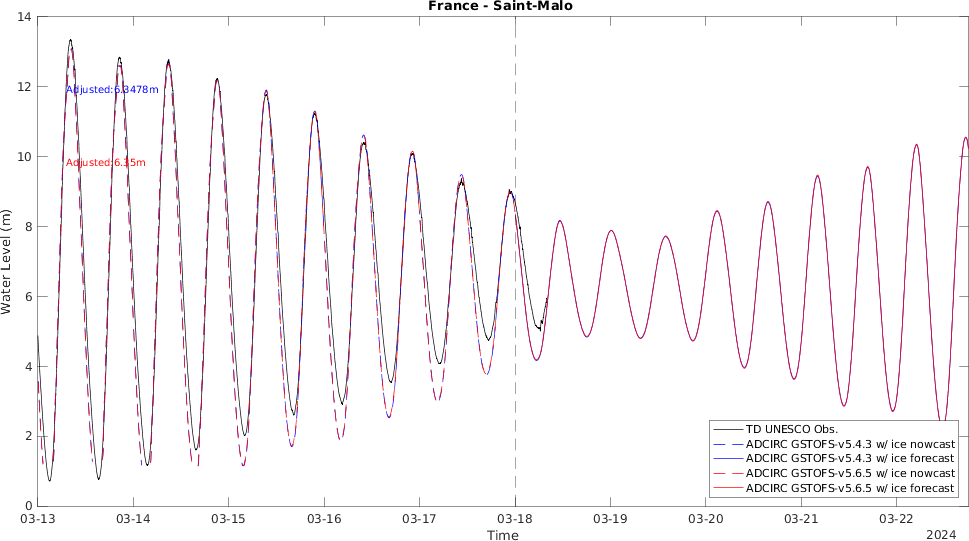 France - Saint-Malo
14
12
10
8
6
4
2
0
Water Level (m)
Adjusted:6.3478m
Adjusted:6.35m
03-13
03-14
03-15
03-16
03-17
03-18
03-19
03-20
03-21
03-22
Time
2024
TD UNESCO Obs.
ADCIRC GSTOFS-v5.4.3 w/ ice nowcast
ADCIRC GSTOFS-v5.4.3 w/ ice forecast
ADCIRC GSTOFS-v5.6.5 w/ ice nowcast
ADCIRC GSTOFS-v5.6.5 w/ ice forecast